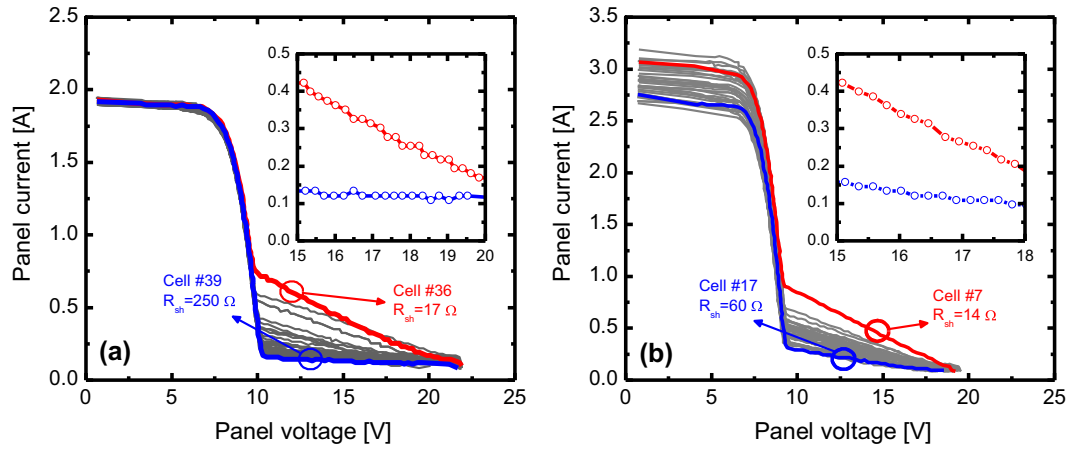 2.5
2.0
1.5
1.0
0.5
0.0
Panel current [A]
0 5 10 15 20 25
Panel voltage [V]
0.5
0.4
0.3
0.2
0.1
0.0
15 16 17 18 19 20
Cell #39
R_sh=250 Ω
Cell #36
R_sh=17 Ω
(a)
3.5
3.0
2.5
2.0
1.5
1.0
0.5
0.0
Panel current [A]
0 5 10 15 20 25
Panel voltage [V]
0.5
0.4
0.3
0.2
0.1
0.0
15 16 17 18
Cell #17
R_sh=60 Ω
Cell #7
R_sh=14 Ω
(b)